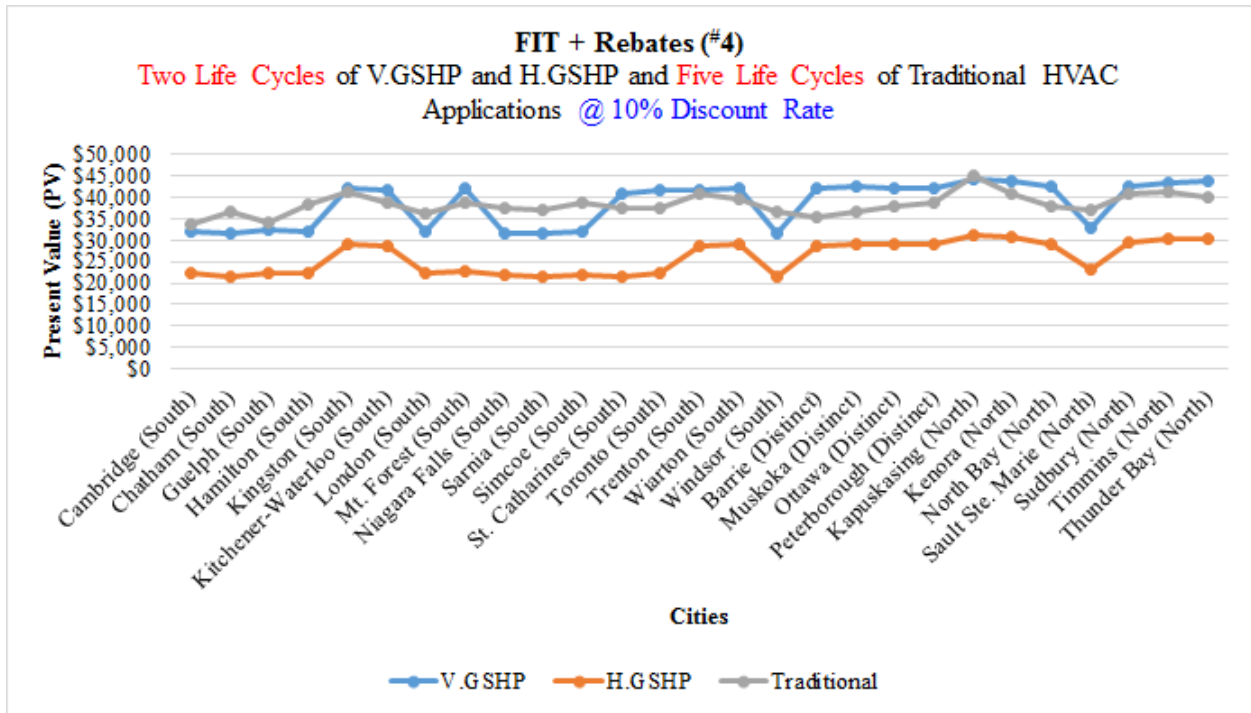 FIT + Rebates (#4)
Two Life Cycles of V.GSHP and H.GSHP and Five Life Cycles of Traditional HVAC
Applications @ 10% Discount Rate
Present Value (PV)
$50,000
$45,000
$40,000
$35,000
$30,000
$25,000
$20,000
$15,000
$10,000
$5,000
$0
Cambridge (South)
Chatham (South)
Guelph (South)
Hamilton (South)
Kingston (South)
Kitchener-Waterloo (South)
London (South)
Mt. Forest (South)
Niagara Falls (South)
Sarnia (South)
Simcoe (South)
St. Catharines (South)
Toronto (South)
Trenton (South)
Wiarton (South)
Windsor (South)
Barrie (Distinct)
Muskoka (Distinct)
Ottawa (Distinct)
Peterborough (Distinct)
Kapuskasing (North)
Kenora (North)
North Bay (North)
Sault Ste. Marie (North)
Sudbury (North)
Timmins (North)
Thunder Bay (North)
Cities
V.GSHP
H.GSHP
Traditional